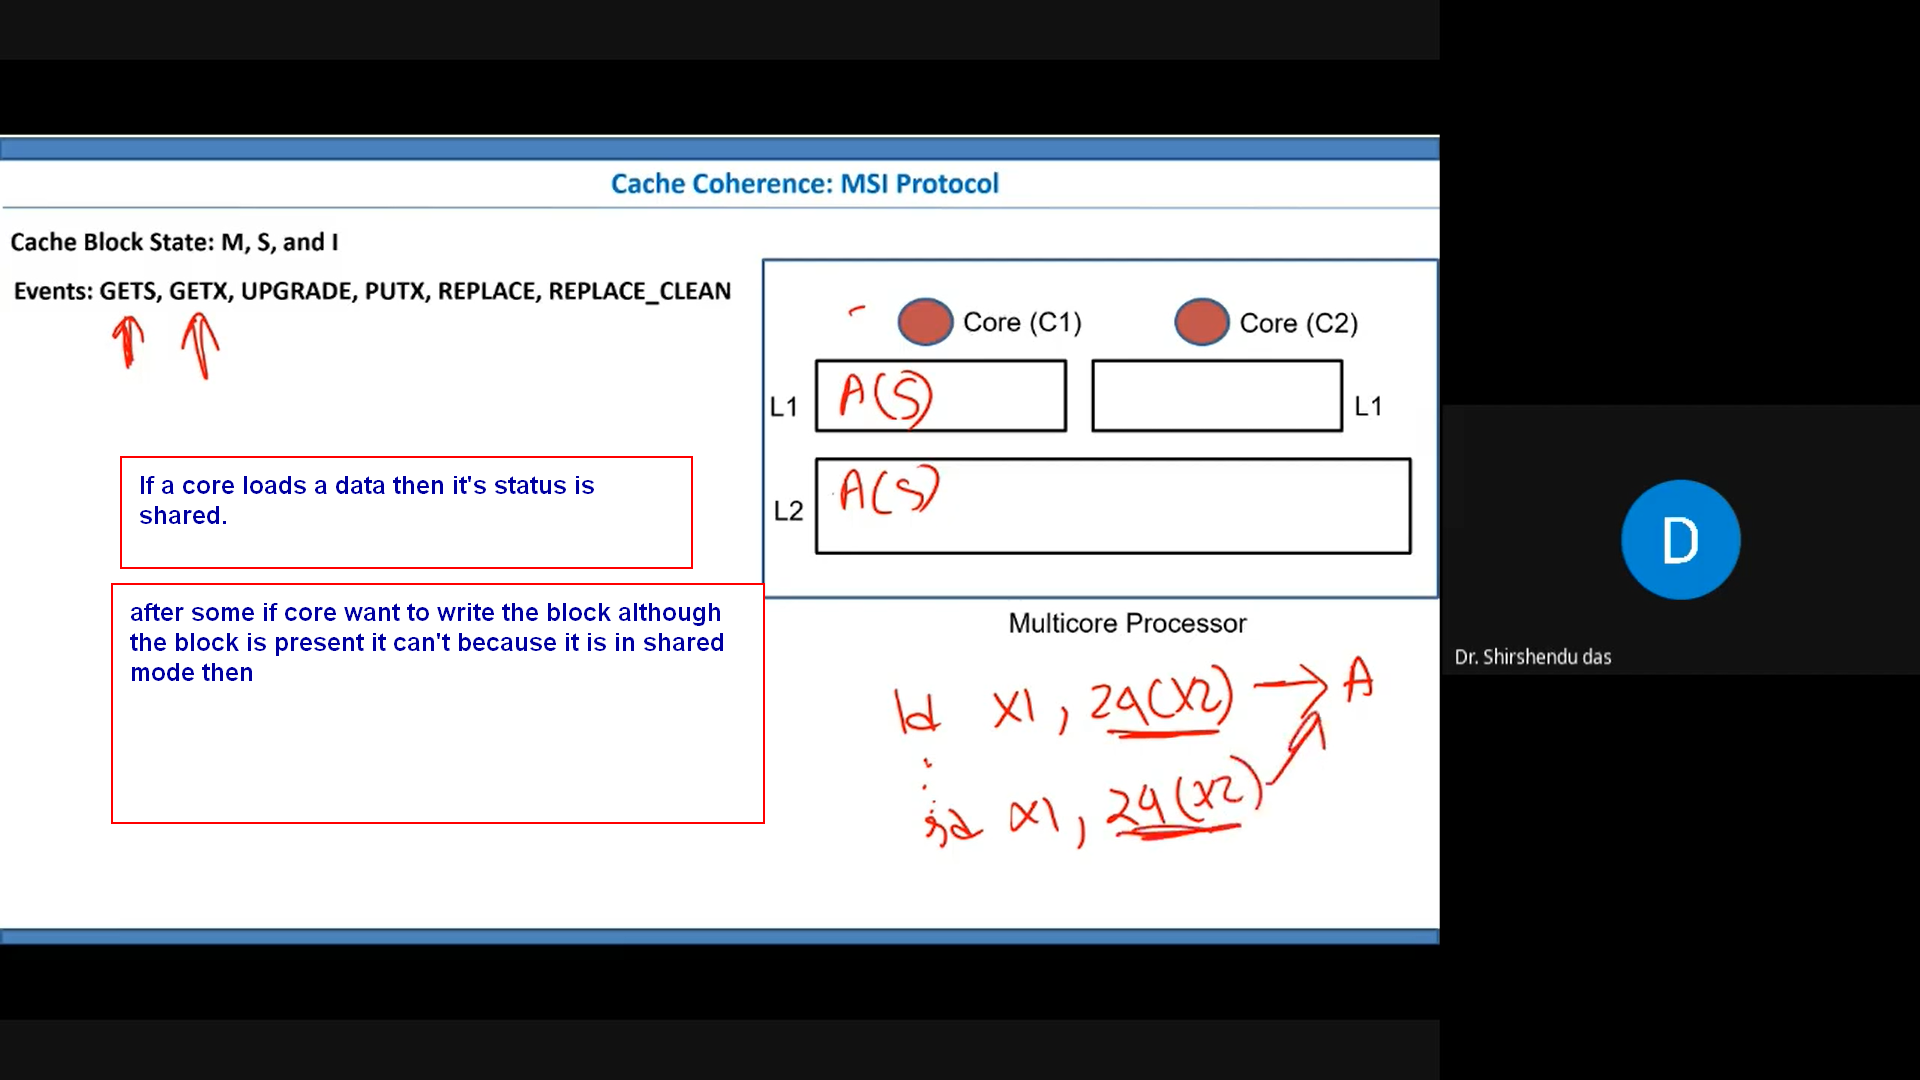 Cache Coherence: MSI Protocol
Cache Block State: M, S, and I
Events: GETS, GETX, UPGRADE, PUTX, REPLACE, REPLACE_CLEAN
Core (C1)
Core (C2)
L1
A(S)
L1
L2
A(S)
If a core loads a data then it's status is
shared.
after some if core want to write the block although
the block is present it can't because it is in shared
mode then
Multicore Processor
ld x1, 24(x2) → A
sd x1, 24(x2)
D
Dr. Shirshendu das